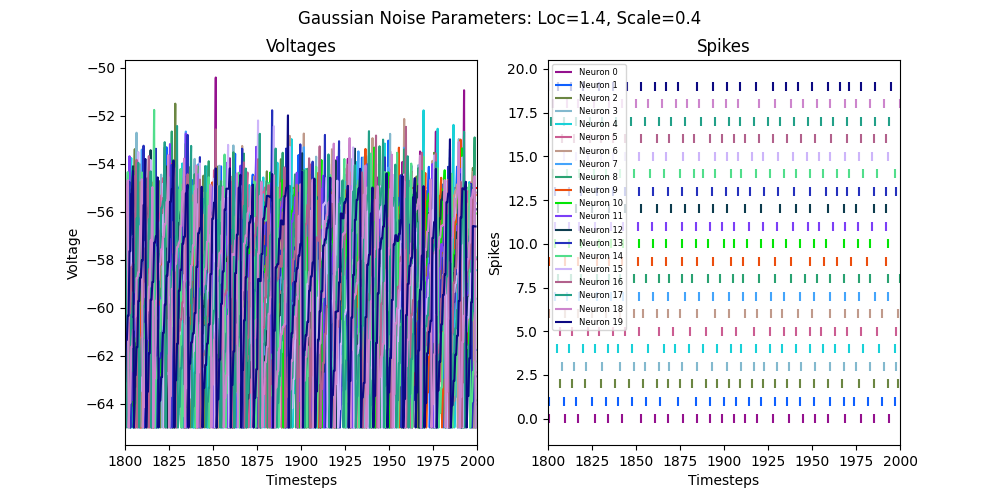 Gaussian Noise Parameters: Loc=1.4, Scale=0.4
Voltages
Voltage
−50
−52
−54
−56
−58
−60
−62
−64
1800 1825 1850 1875 1900 1925 1950 1975 2000
Timesteps
Spikes
Spikes
20.0
17.5
15.0
12.5
10.0
7.5
5.0
2.5
0.0
Neuron 0
Neuron 1
Neuron 2
Neuron 3
Neuron 4
Neuron 5
Neuron 6
Neuron 7
Neuron 8
Neuron 9
Neuron 10
Neuron 11
Neuron 12
Neuron 13
Neuron 14
Neuron 15
Neuron 16
Neuron 17
Neuron 18
Neuron 19
1800 1825 1850 1875 1900 1925 1950 1975 2000
Timesteps